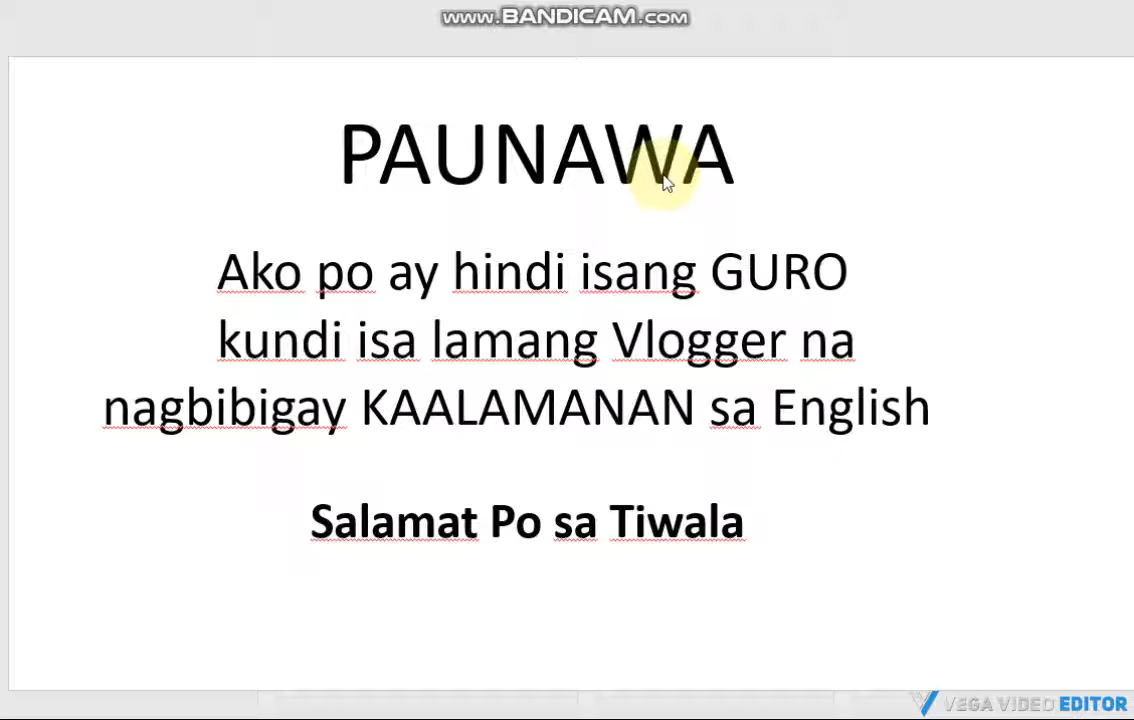 www.BANDICAM.com
PAUNAWA
Ako po ay hindi isang GURO
kundi isa lamang Vlogger na
nagbibigay KAALAMANAN sa English
Salamat Po sa Tiwala
VEGA VIDEO EDITOR